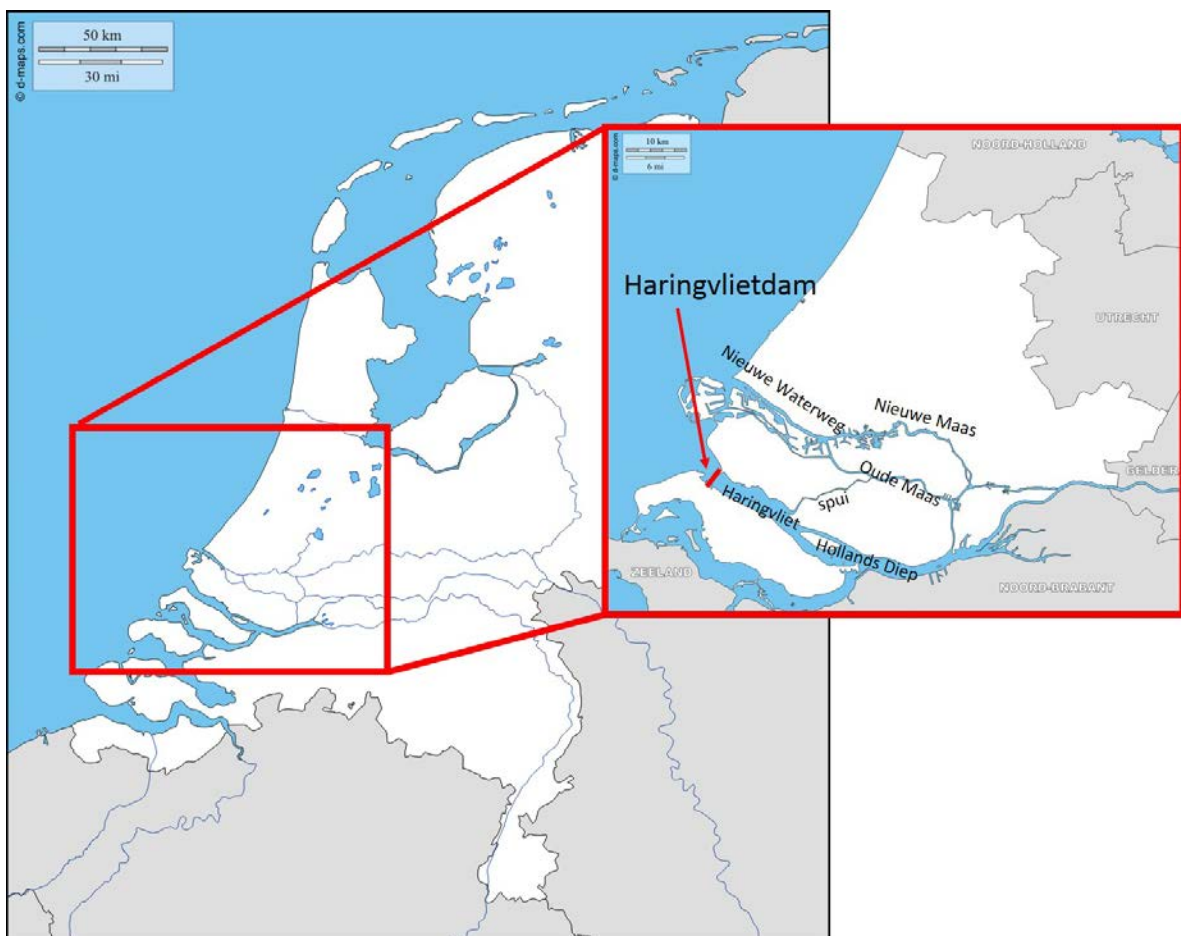 50 km
30 mi
© d-maps.com
10 km
6 mi
© d-maps.com
NOORD-HOLLAND
Haringvlietdam
UTRECHT
Nieuwe Waterweg
Nieuwe Maas
GELDER
Oude Maas
spui
Haringvliet
Hollands Diep
ZEELAND
NOORD-BRABANT